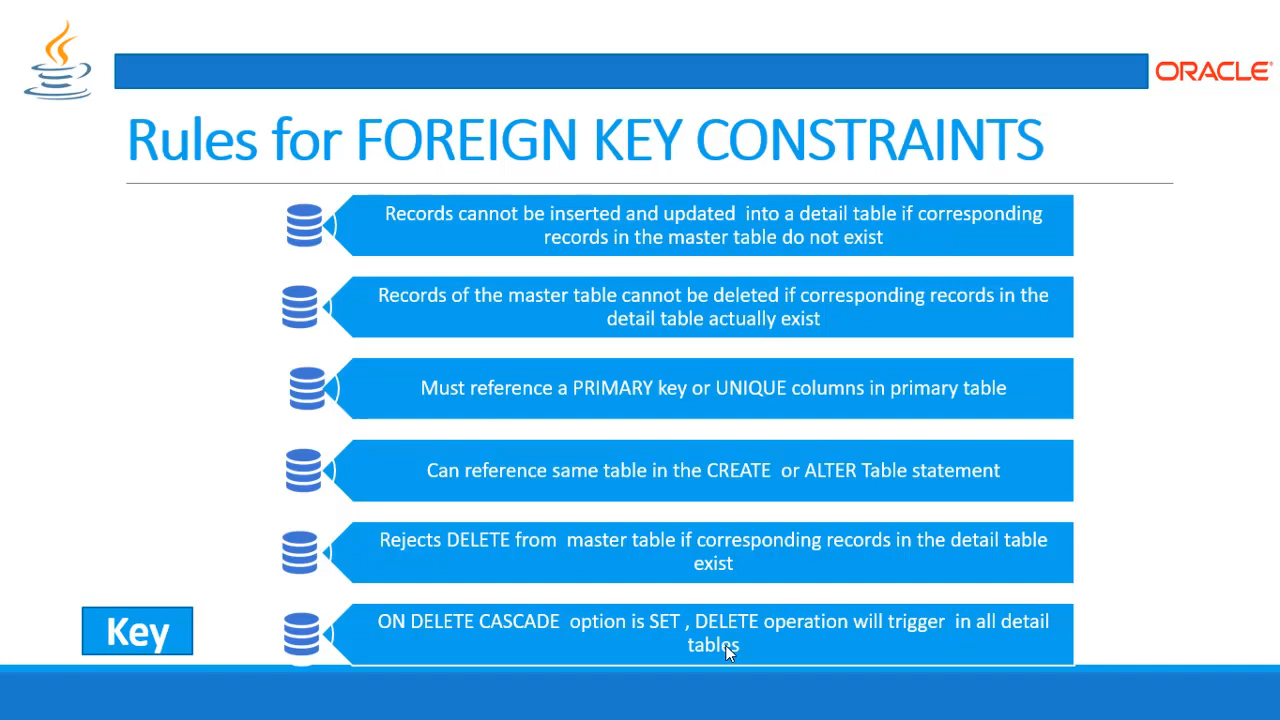 ORACLE
Rules for FOREIGN KEY CONSTRAINTS
Records cannot be inserted and updated into a detail table if corresponding
records in the master table do not exist
Records of the master table cannot be deleted if corresponding records in the
detail table actually exist
Must reference a PRIMARY key or UNIQUE columns in primary table
Can reference same table in the CREATE or ALTER Table statement
Rejects DELETE from master table if corresponding records in the detail table
exist
ON DELETE CASCADE option is SET , DELETE operation will trigger in all detail
tables
Key